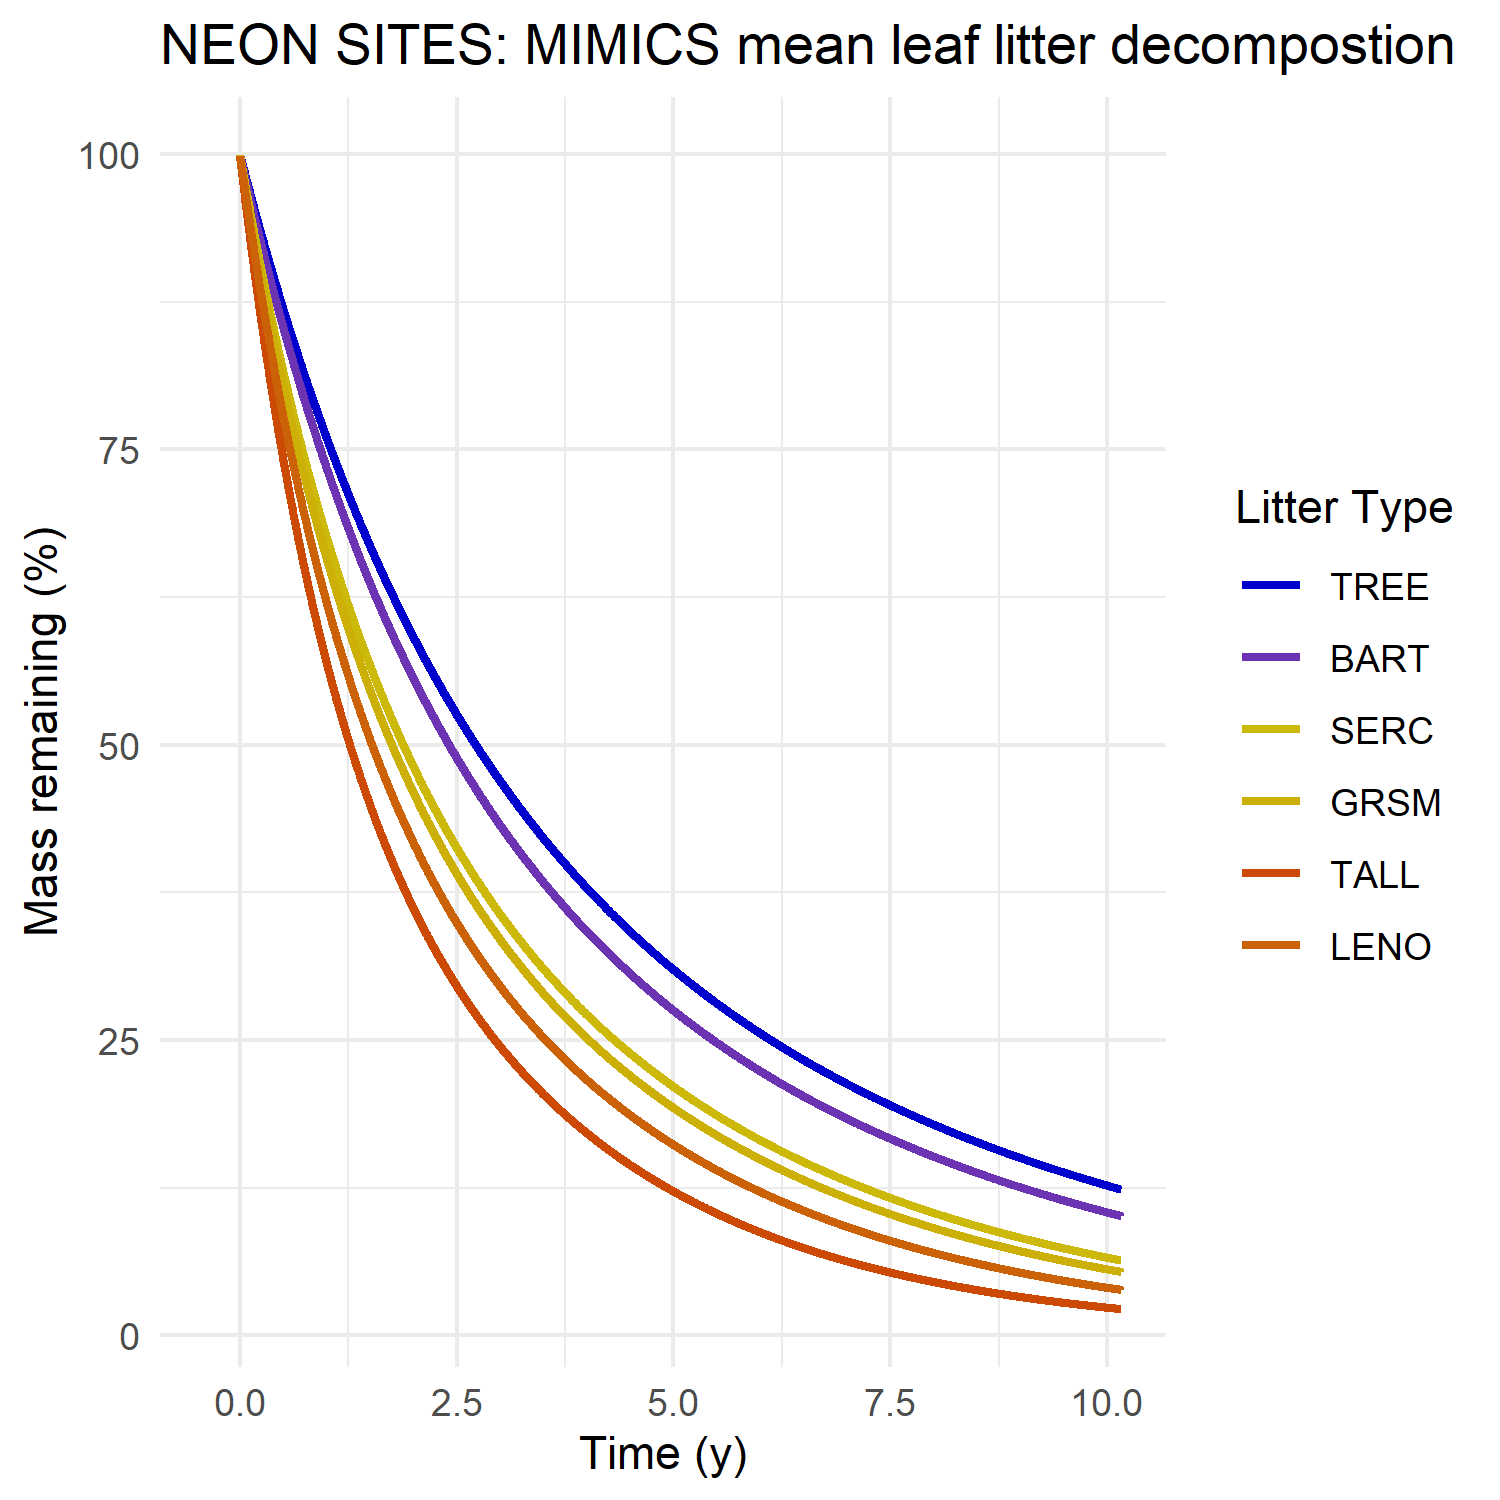 NEON SITES: MIMICS mean leaf litter decompostion
Mass remaining (%)
100
75
50
25
0
0.0 2.5 5.0 7.5 10.0
Time (y)
Litter Type
TREE
BART
SERC
GRSM
TALL
LENO